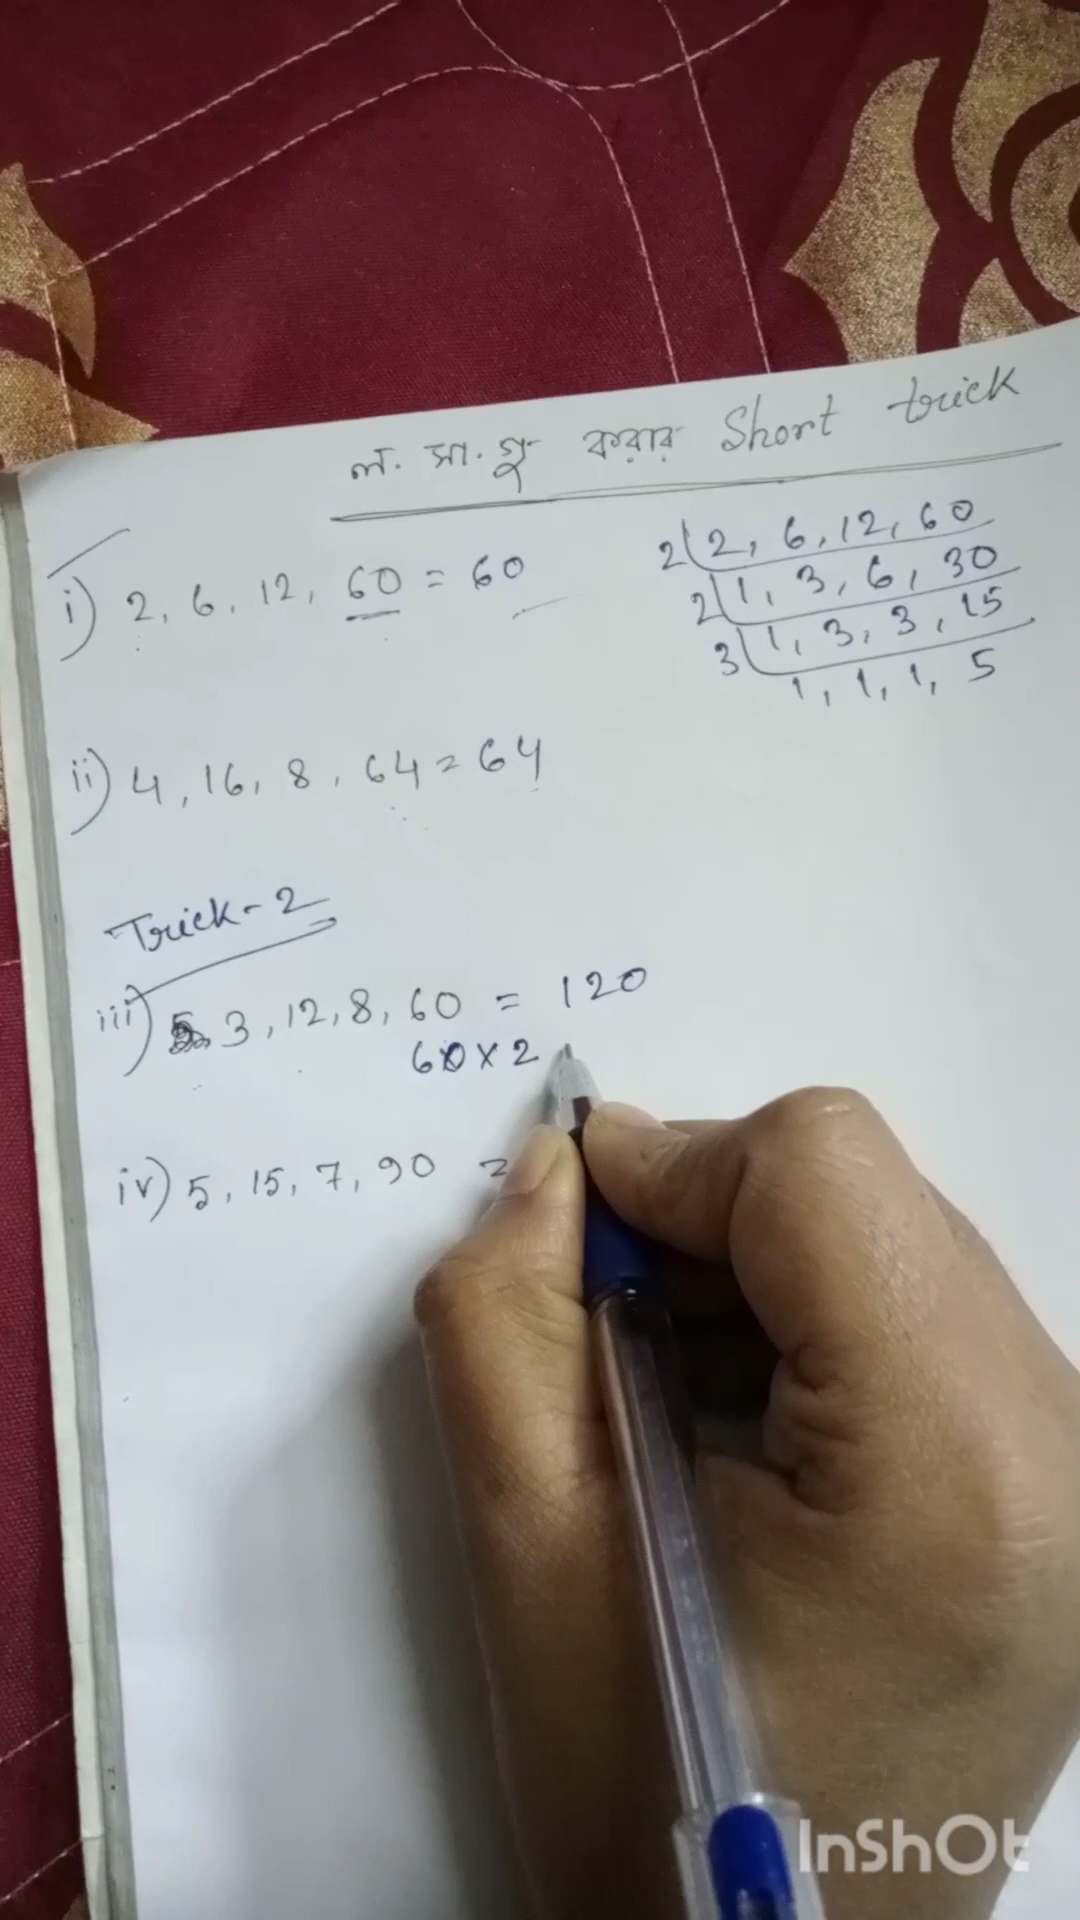 ল. সা. গু করার Short trick
i) 2, 6, 12, 60 = 60
2 2, 6, 12, 60
2 1, 3, 6, 30
3 1, 3, 3, 15
1, 1, 1, 5
ii) 4, 16, 8, 64 = 64
Trick - 2
iii) 3, 12, 8, 60 = 120
60 x 2
iv) 5, 15, 7, 90 =
InShOt